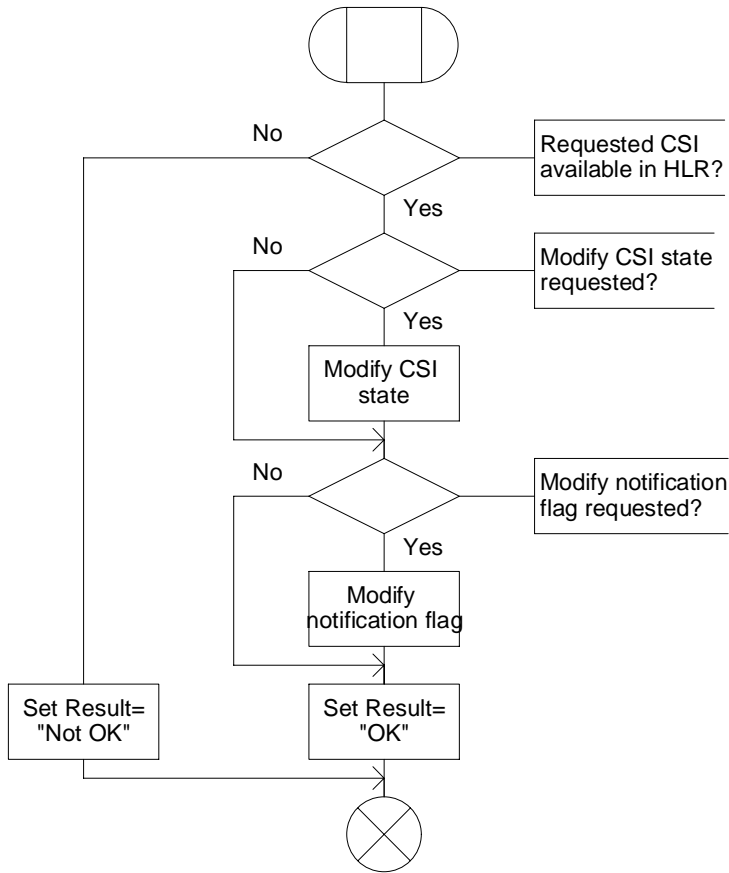 No
Requested CSI
available in HLR?
Yes
No
Modify CSI state
requested?
Yes
Modify CSI
state
No
Modify notification
flag requested?
Yes
Modify
notification flag
Set Result=
"Not OK"
Set Result=
"OK"